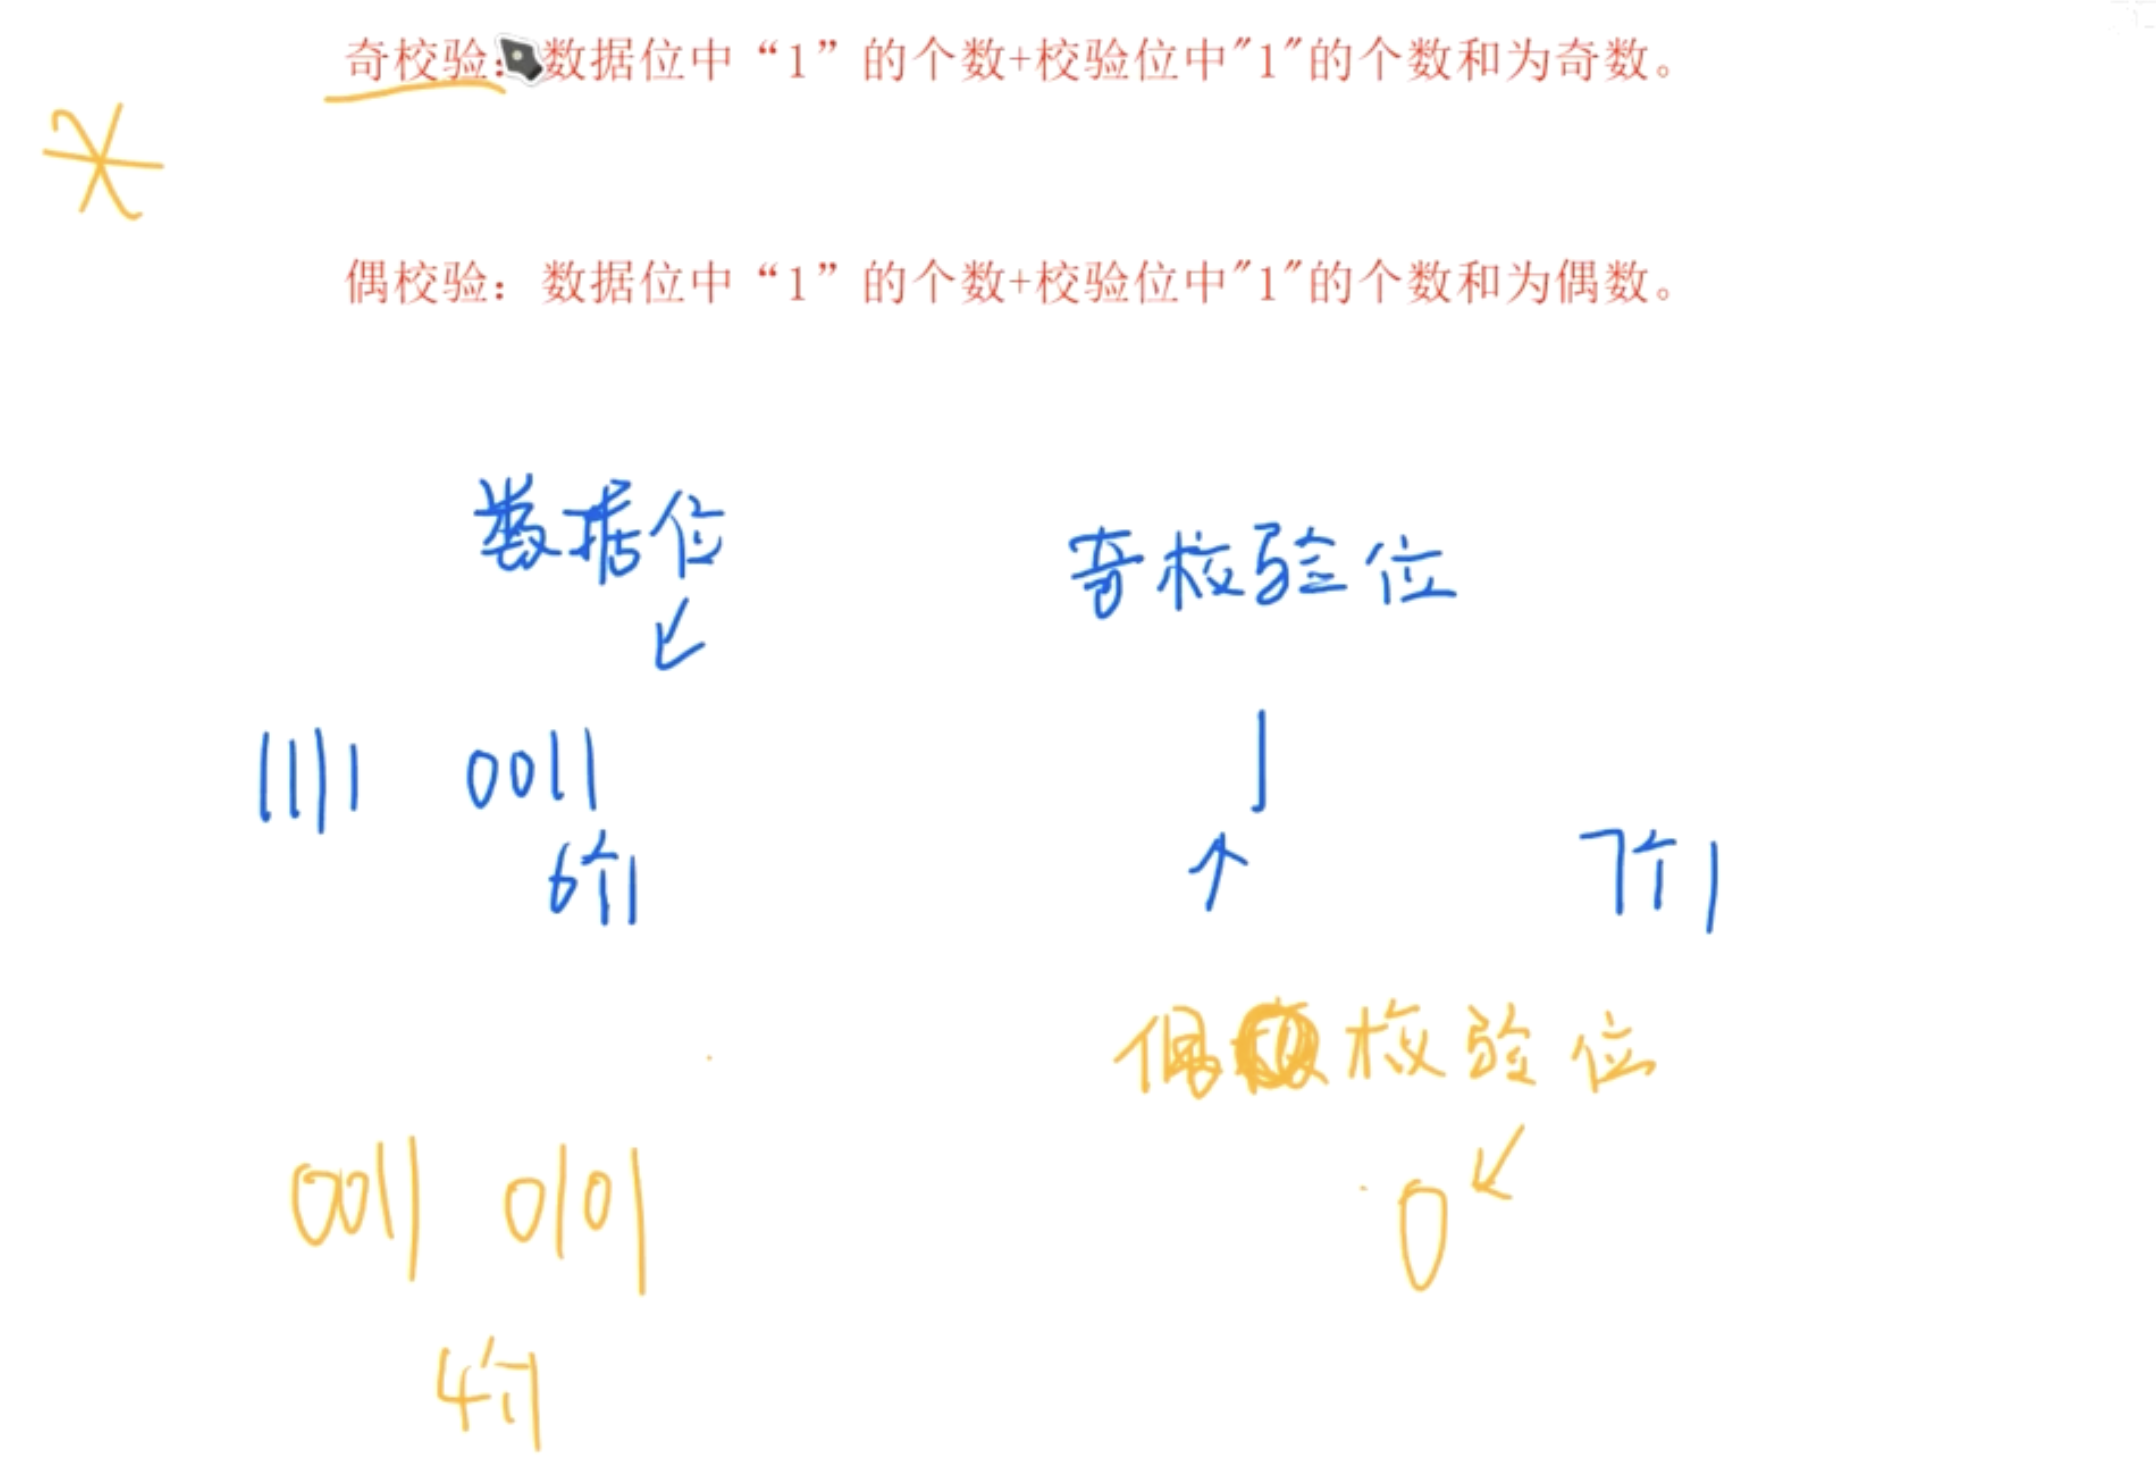 奇校验：数据位中“1”的个数+校验位中"1"的个数和为奇数。
偶校验：数据位中“1”的个数+校验位中"1"的个数和为偶数。
数据位
奇校验位
1111 0011
1
6个1
7个1
偶校验位
0011 0101
0
4个1